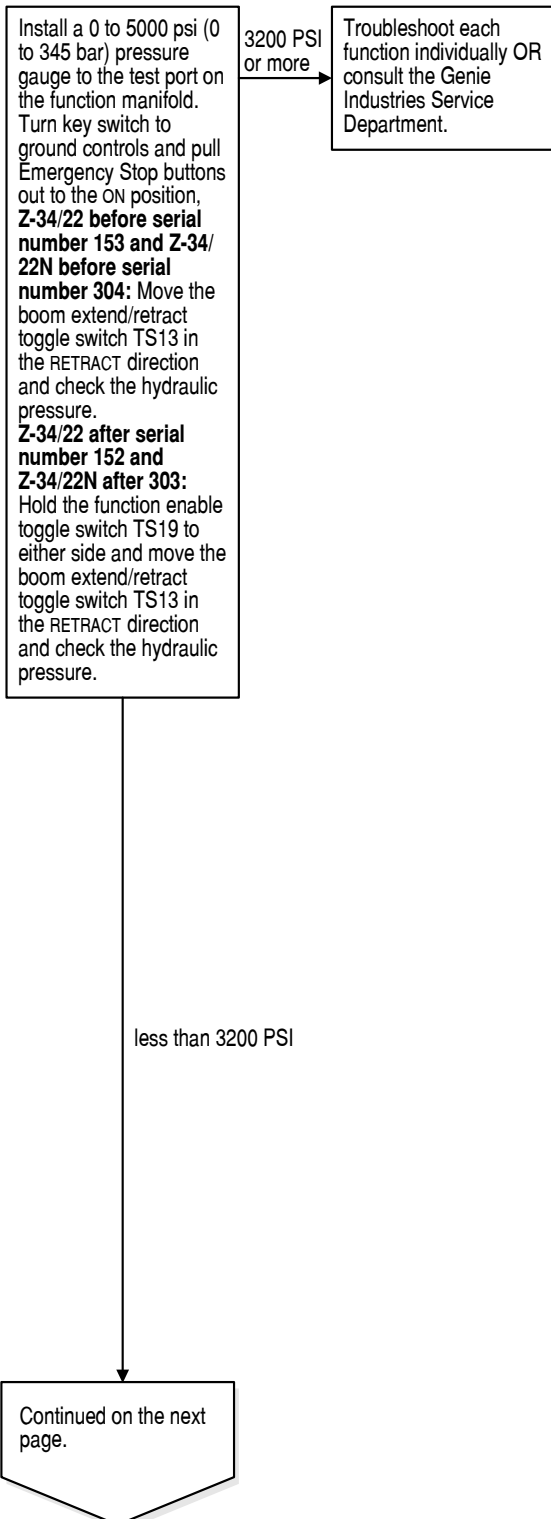 Install a 0 to 5000 psi (0
to 345 bar) pressure
gauge to the test port on
the function manifold.
Turn key switch to
ground controls and pull
Emergency Stop buttons
out to the ON position,
Z-34/22 before serial
number 153 and Z-34/
22N before serial
number 304: Move the
boom extend/retract
toggle switch TS13 in
the RETRACT direction
and check the hydraulic
pressure.
Z-34/22 after serial
number 152 and
Z-34/22N after 303:
Hold the function enable
toggle switch TS19 to
either side and move the
boom extend/retract
toggle switch TS13 in
the RETRACT direction
and check the hydraulic
pressure.
3200 PSI
or more
Troubleshoot each
function individually OR
consult the Genie
Industries Service
Department.
less than 3200 PSI
Continued on the next
page.